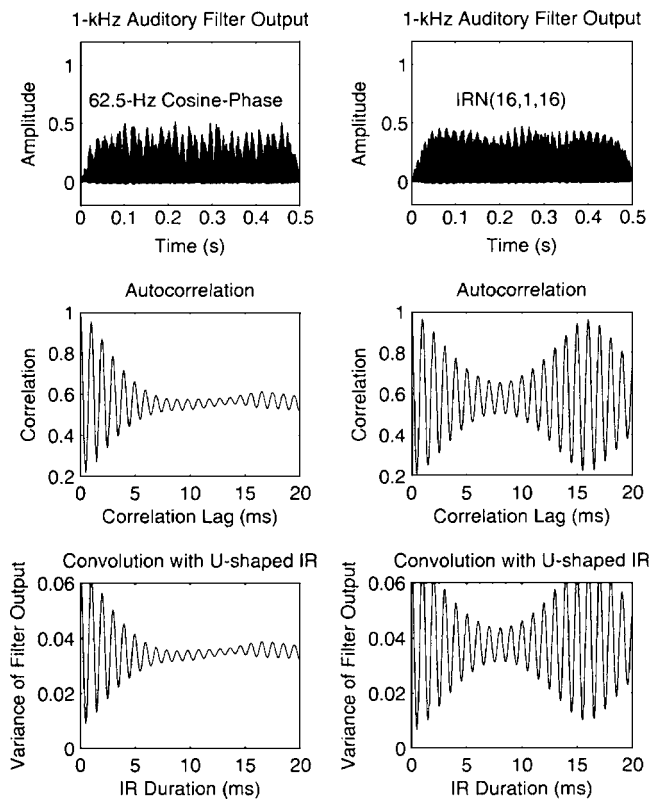 1-kHz Auditory Filter Output
1-kHz Auditory Filter Output
Amplitude
1
0.5
0
62.5-Hz Cosine-Phase
0 0.1 0.2 0.3 0.4 0.5
Time (s)
Amplitude
1
0.5
0
IRN(16,1,16)
0 0.1 0.2 0.3 0.4 0.5
Time (s)
Autocorrelation
Correlation
1
0.8
0.6
0.4
0.2
0 5 10 15 20
Correlation Lag (ms)
Autocorrelation
Correlation
1
0.8
0.6
0.4
0.2
0 5 10 15 20
Correlation Lag (ms)
Convolution with U-shaped IR
Variance of Filter Output
0.06
0.04
0.02
0
0 5 10 15 20
IR Duration (ms)
Convolution with U-shaped IR
Variance of Filter Output
0.06
0.04
0.02
0
0 5 10 15 20
IR Duration (ms)